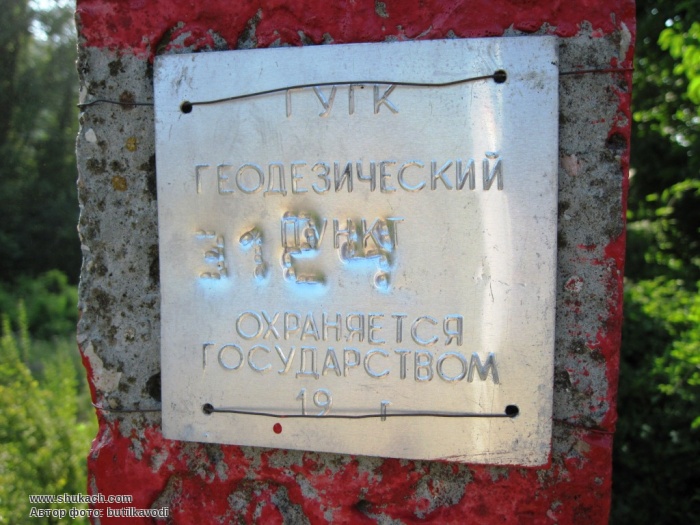 ГУГК
ГЕОДЕЗИЧЕСКИЙ
ПУНКТ
ОХРАНЯЕТСЯ
ГОСУДАРСТВОМ
19 г
www.shukach.com
Автор фото: butilkavodi